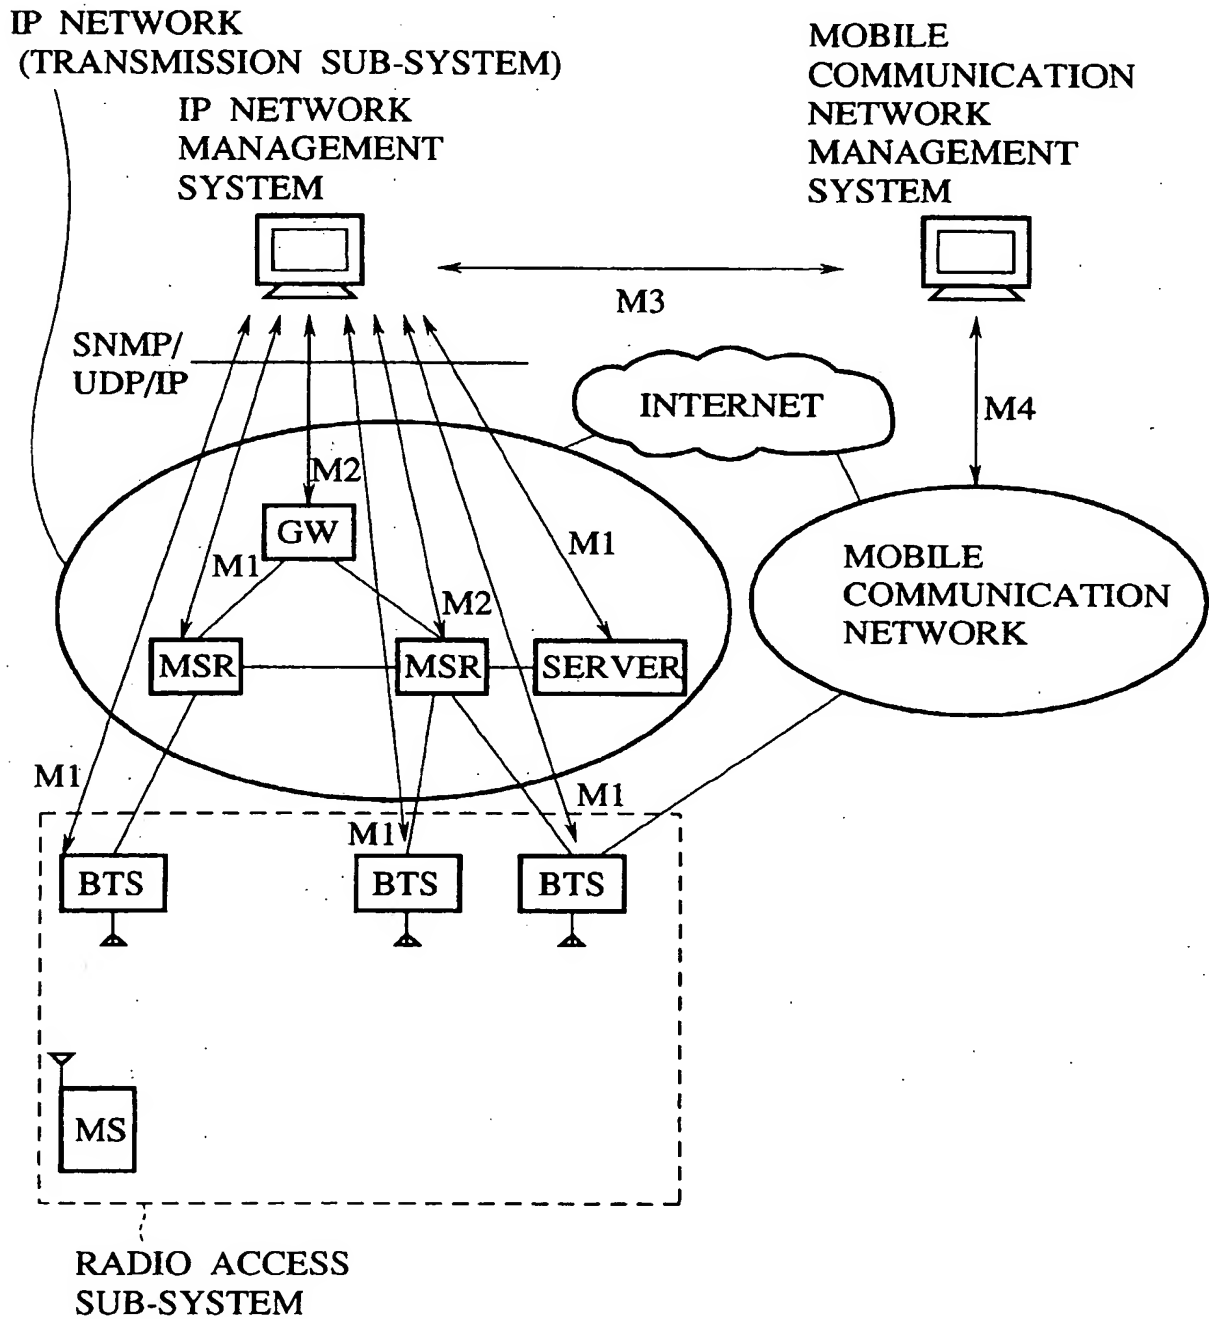 IP NETWORK
(TRANSMISSION SUB-SYSTEM)
IP NETWORK
MANAGEMENT
SYSTEM
MOBILE
COMMUNICATION
NETWORK
MANAGEMENT
SYSTEM
M3
SNMP/
UDP/IP
INTERNET
M4
M2
GW
M1
M1
M2
MOBILE
COMMUNICATION
NETWORK
MSR
MSR
SERVER
M1
M1
M1
BTS
BTS
BTS
MS
RADIO ACCESS
SUB-SYSTEM